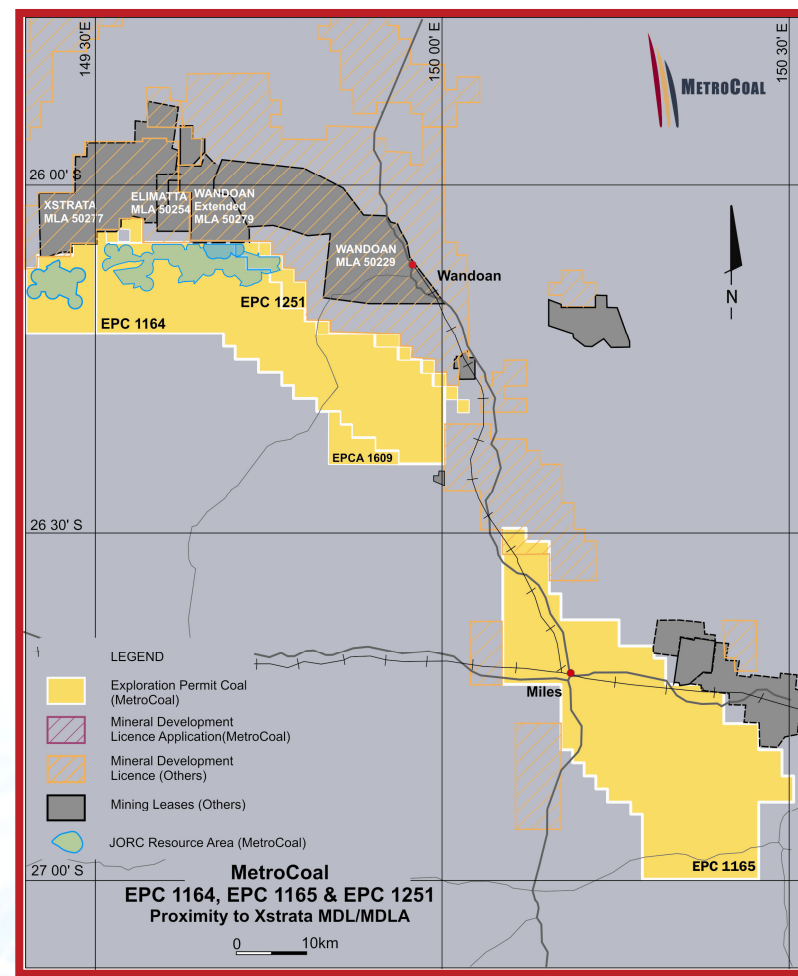 149 30'E
150 00' E
150 30' E
METROCOAL
26 00' S
XSTRATA
MLA 50277
ELIMATTA
MLA 50254
WANDOAN
Extended
MLA 50279
WANDOAN
MLA 50229
Wandoan
EPC 1251
EPC 1164
N
EPCA 1609
26 30' S
LEGEND
Exploration Permit Coal
(MetroCoal)
Mineral Development
Licence Application(MetroCoal)
Mineral Development
Licence (Others)
Mining Leases (Others)
JORC Resource Area (MetroCoal)
Miles
27 00' S
EPC 1165
MetroCoal
EPC 1164, EPC 1165 & EPC 1251
Proximity to Xstrata MDL/MDLA
0 10km